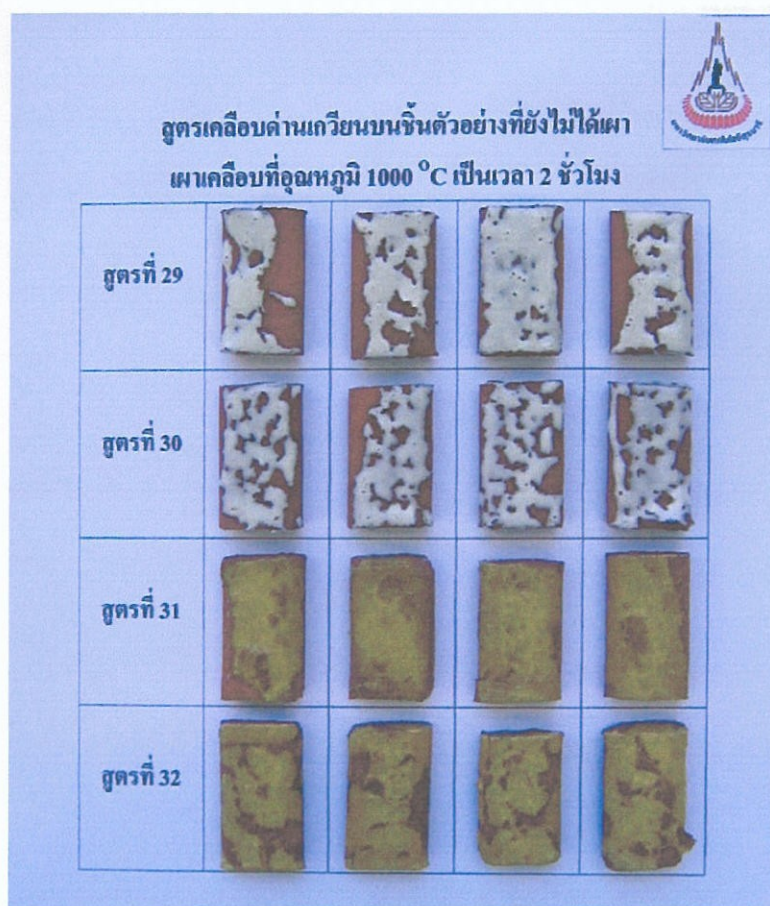 สูตรเคลือบด่านเกวียนบนชิ้นตัวอย่างที่ยังไม่ได้เผา
เผาเคลือบที่อุณหภูมิ 1000 °C เป็นเวลา 2 ชั่วโมง
สูตรที่ 29
สูตรที่ 30
สูตรที่ 31
สูตรที่ 32